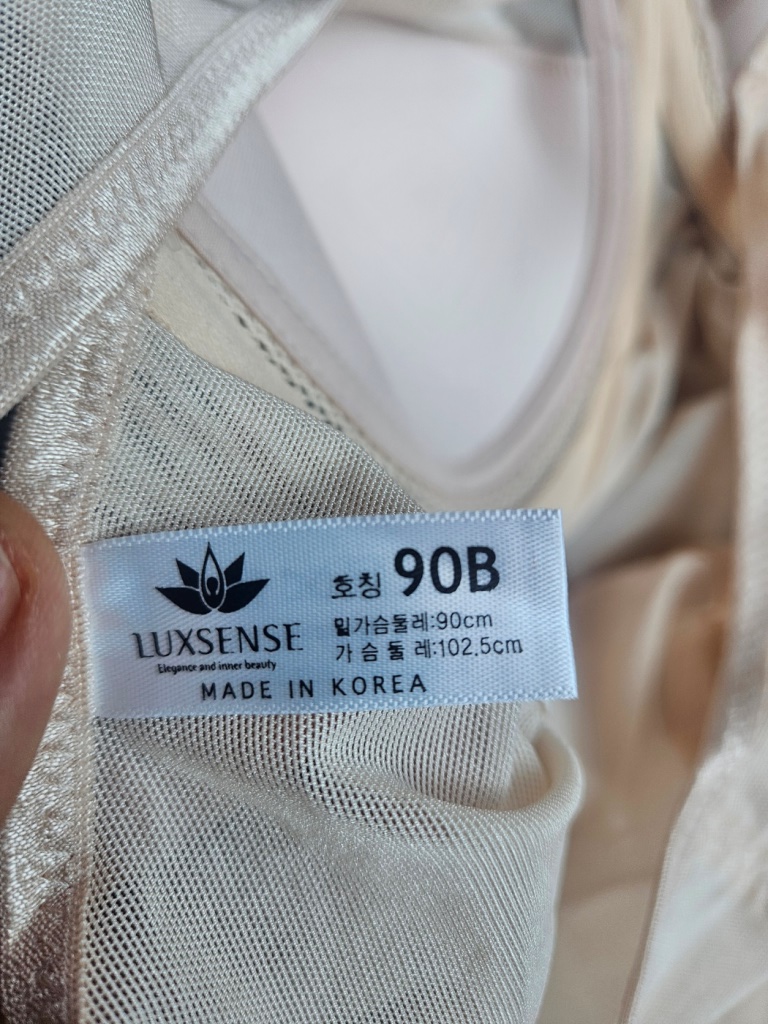 LUXSENSE
Elegance and inner beauty
호칭 90B
밑가슴둘레:90cm
가슴둘레:102.5cm
MADE IN KOREA